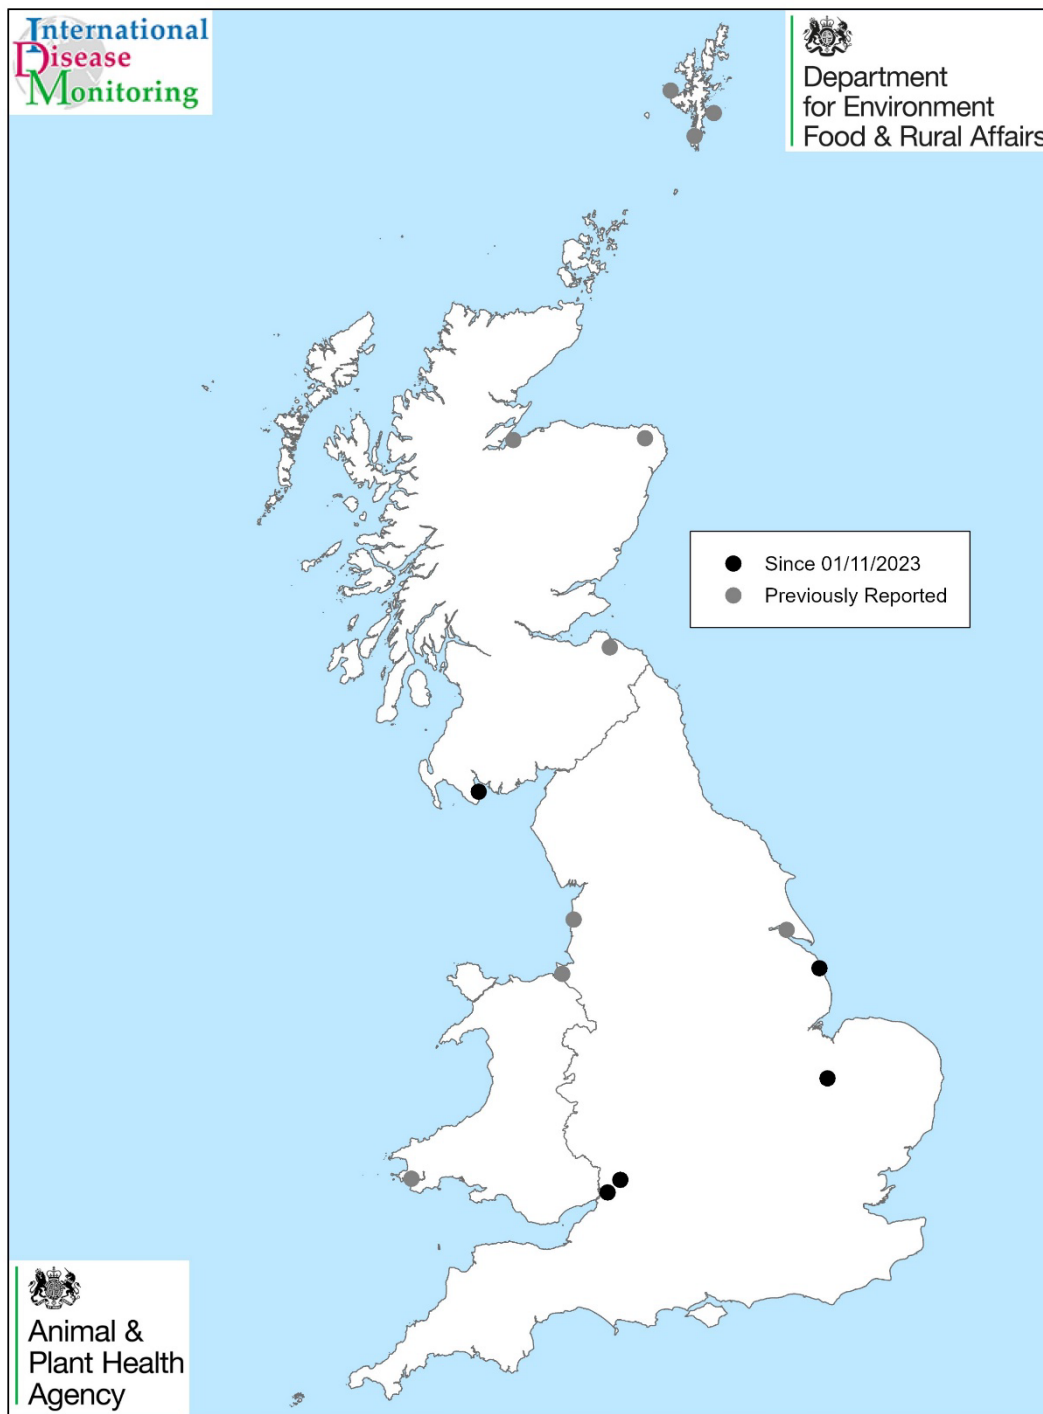 International
Disease
Monitoring
Department
for Environment
Food & Rural Affairs
Since 01/11/2023
Previously Reported
Animal &
Plant Health
Agency